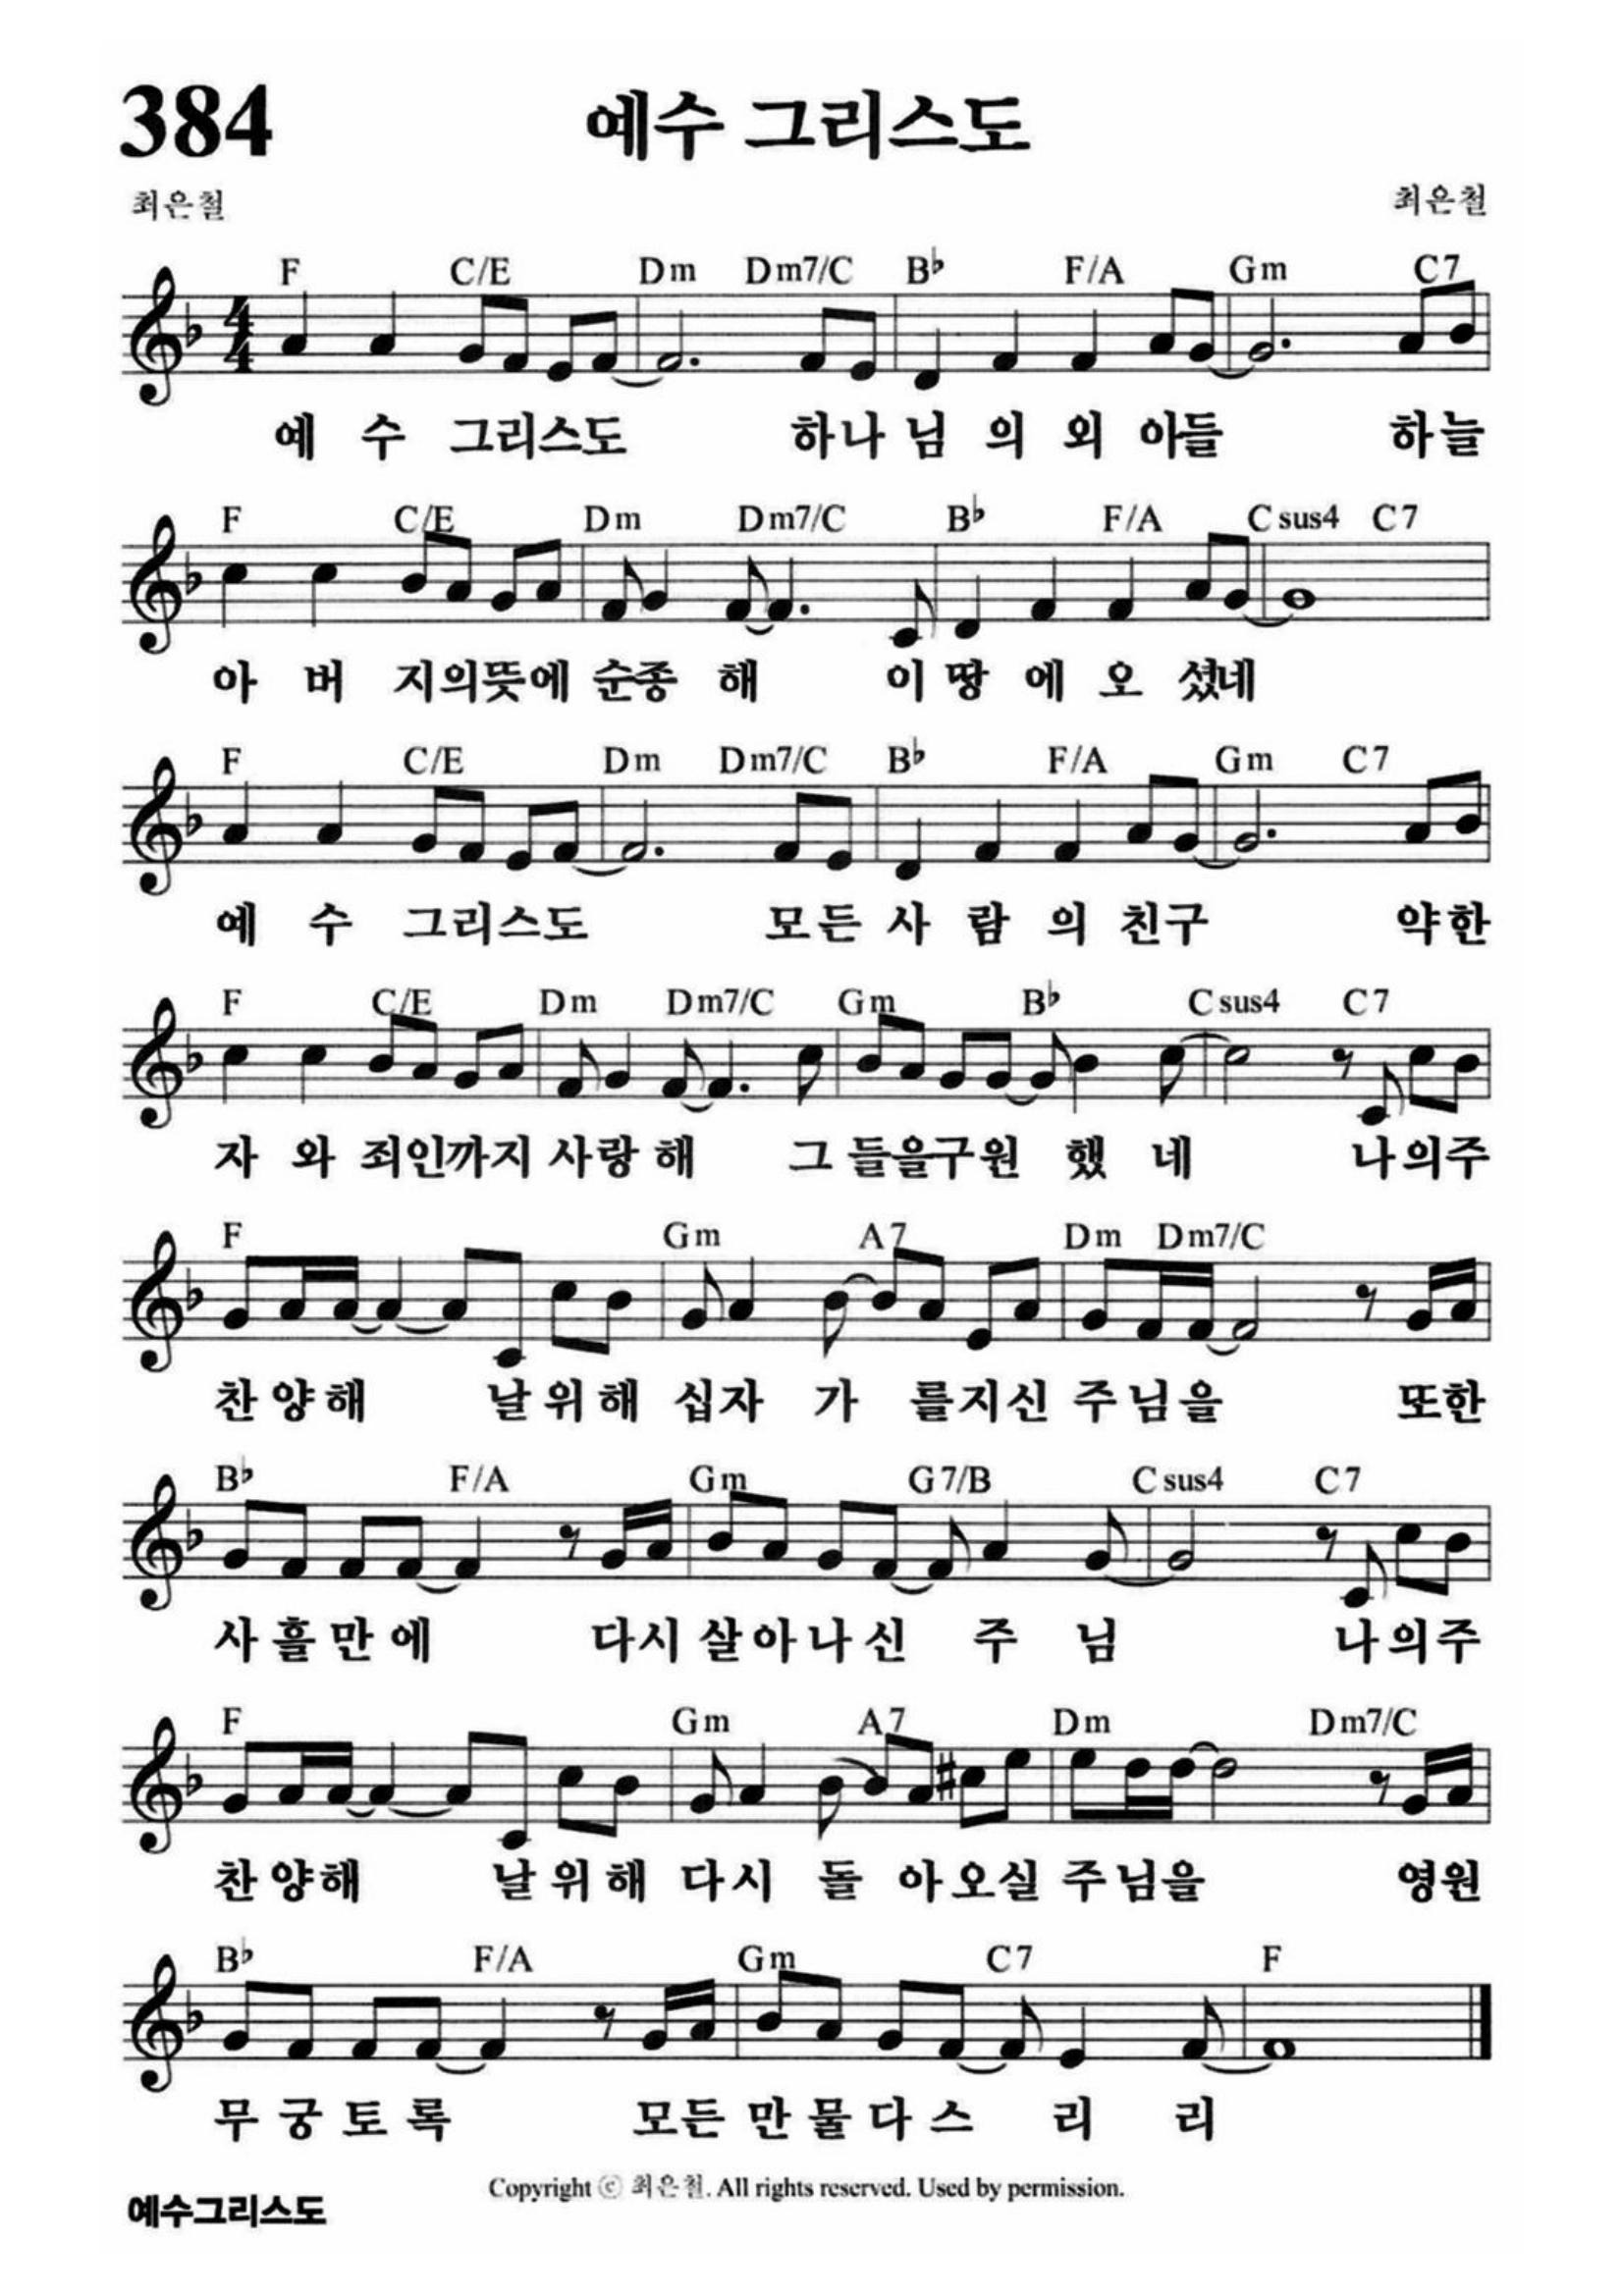 384
예수 그리스도
최은철 최은철
F C/E Dm Dm7/C B♭ F/A Gm C7
예 수 그리스도 하나 님 의 외 아들 하늘
F C/E Dm Dm7/C B♭ F/A Csus4 C7
아 버 지의뜻에 순종 해 이 땅 에 오 셨네
F C/E Dm Dm7/C B♭ F/A Gm C7
예 수 그리스도 모든 사 람 의 친구 약한
F C/E Dm Dm7/C Gm B♭ Csus4 C7
자 와 죄인까지 사랑 해 그 들을구원 했 네 나의주
F Gm A7 Dm Dm7/C
찬 양 해 날 위 해 십자 가 를지신 주 님 을 또한
B♭ F/A Gm G7/B Csus4 C7
사 흘 만 에 다시 살아나신 주 님 나의주
F Gm A7 Dm Dm7/C
찬 양해 날 위 해 다시 돌 아오실 주님을 영원
B♭ F/A Gm C7 F
무 궁 토 록 모든 만 물 다 스 리 리
Copyright ⓒ 최은철. All rights reserved. Used by permission.
예수그리스도